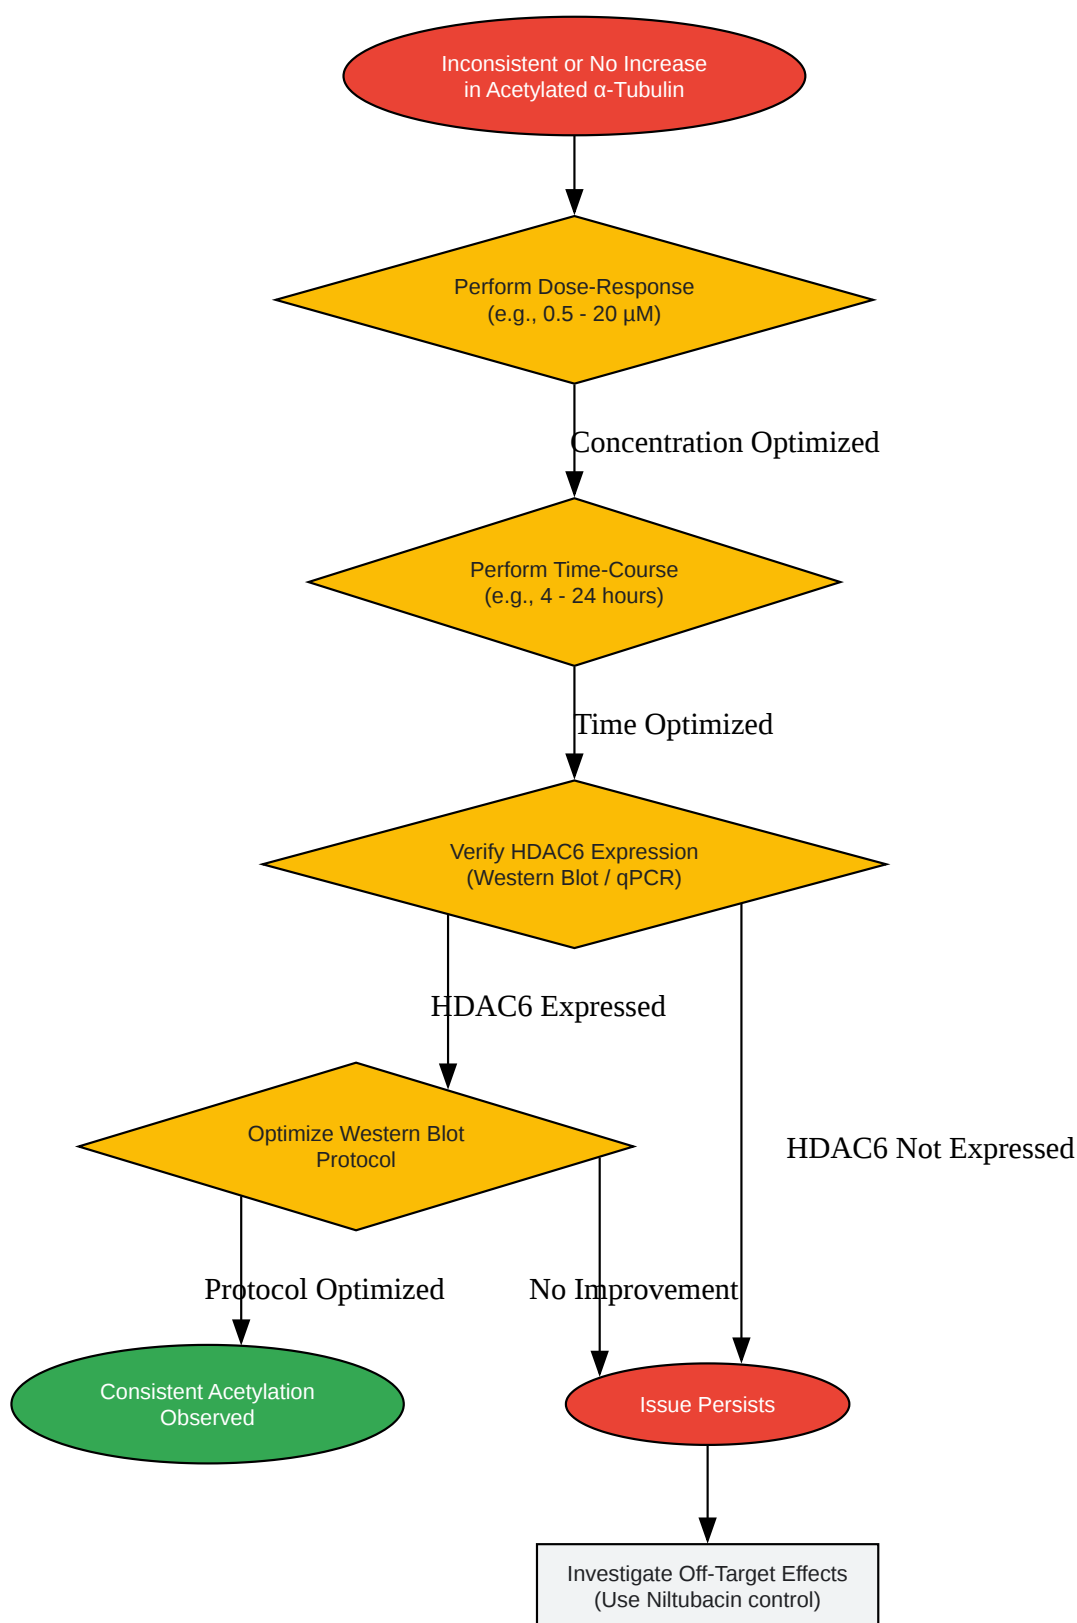 Inconsistent or No Increase
in Acetylated α-Tubulin
Perform Dose-Response
(e.g., 0.5 - 20 µM)
Concentration Optimized
Perform Time-Course
(e.g., 4 - 24 hours)
Time Optimized
Verify HDAC6 Expression
(Western Blot / qPCR)
HDAC6 Expressed
Optimize Western Blot
Protocol
HDAC6 Not Expressed
Protocol Optimized
No Improvement
Consistent Acetylation
Observed
Issue Persists
Investigate Off-Target Effects
(Use Niltubacin control)